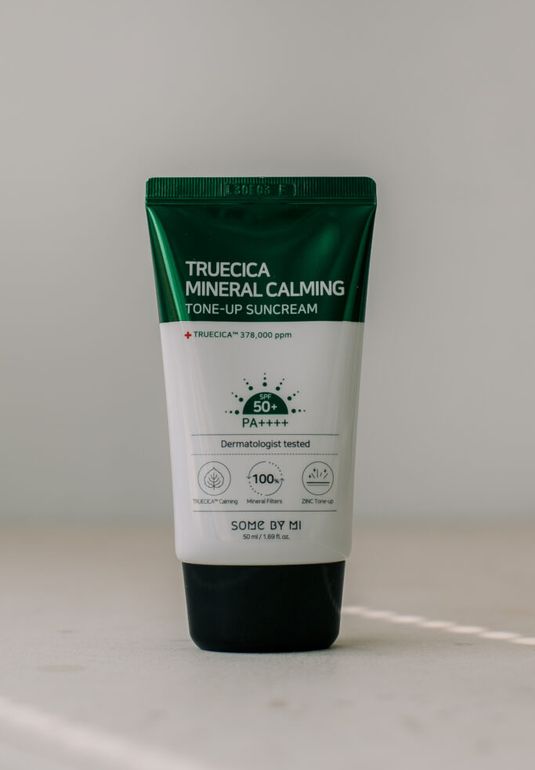 TRUECICA
MINERAL CALMING
TONE-UP SUNCREAM
TRUECICA™ 378,000 ppm
SPF
50+
PA++++
Dermatologist tested
100%
TRUECICA™ Calming
Mineral Filters
ZINC Tone-up
SOME BY MI
50 ml / 1.69 fl. oz.